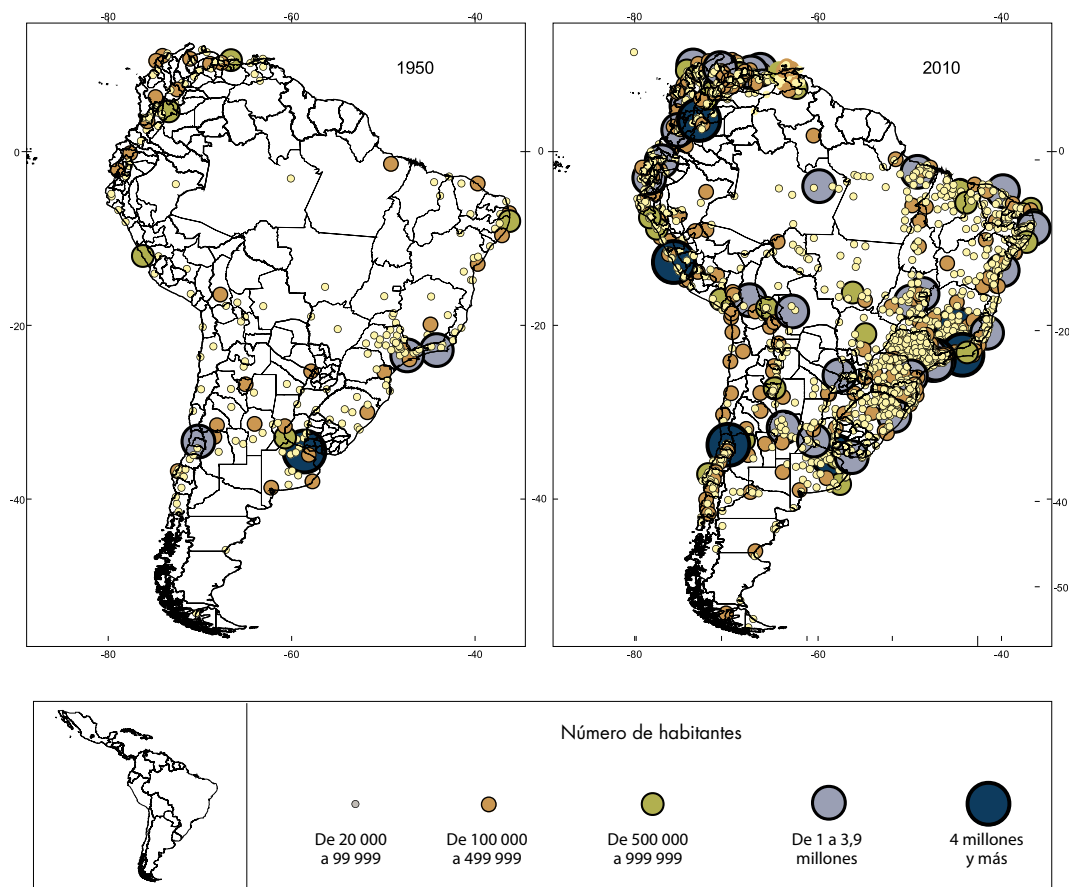 -80 -60 -40 -80 -60 -40
1950 2010
0 0 0
-20 -20 -20
-40 -40 -40
-50
-80 -60 -40 -80 -60 -40
Número de habitantes
De 20 000
a 99 999
De 100 000
a 499 999
De 500 000
a 999 999
De 1 a 3,9
millones
4 millones
y más